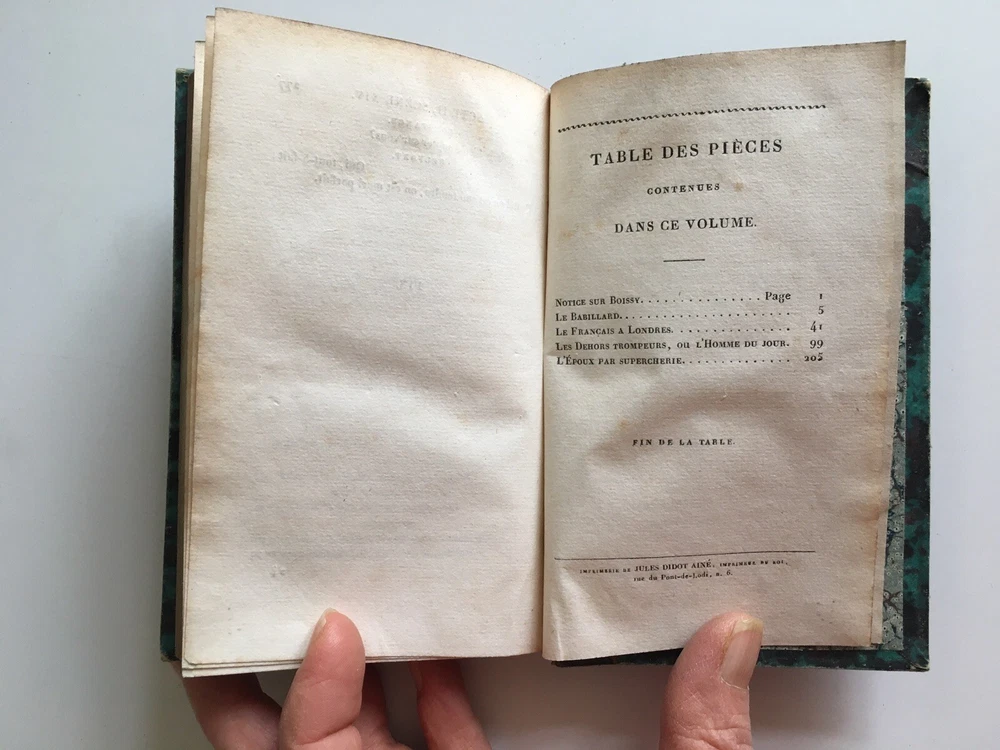 TABLE DES PIÈCES
CONTENUES
DANS CE VOLUME.
NOTICE SUR BOISSY. . . . . . . . . . . . . . . Page 1
LE BABILLARD. . . . . . . . . . . . . . . . . . . . . . 5
LE FRANCAIS A LONDRES. . . . . . . . . . . . . . . 41
LES DEHORS TROMPEURS, OU L'HOMME DU JOUR. 99
L'ÉPOUX PAR SUPERCHERIE. . . . . . . . . . . . . . 205
FIN DE LA TABLE.
IMPRIMERIE DE JULES DIDOT AINÉ, IMPRIMEUR DU ROI,
rue du Pont-de-Lodi, n. 6.